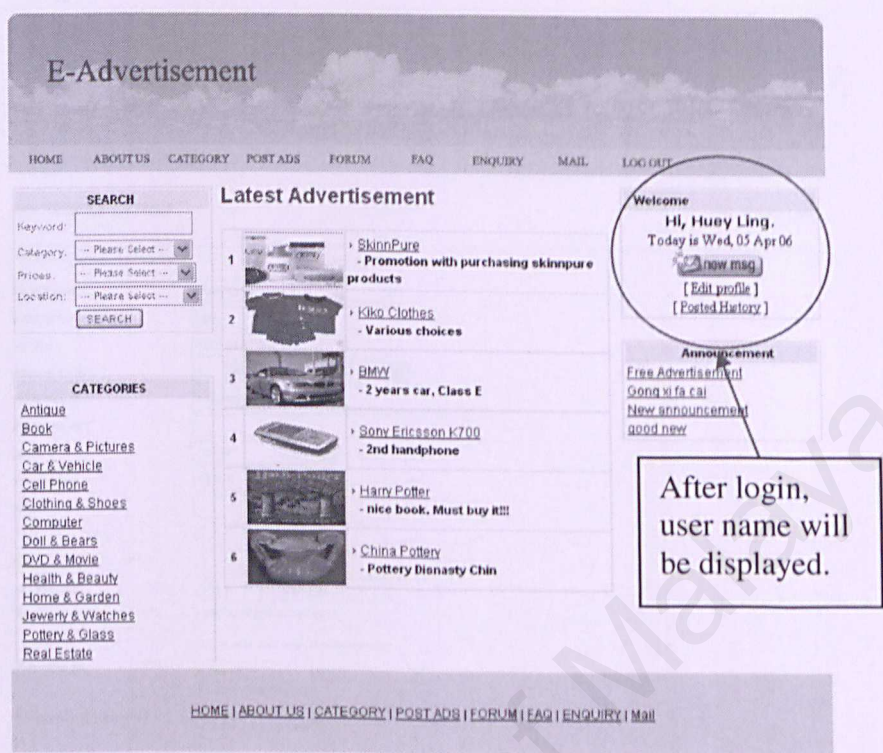 E-Advertisement
HOME ABOUT US CATEGORY POST ADS FORUM FAQ ENQUIRY MAIL LOG OUT
SEARCH
Keyword:
Category: -- Please Select --
Prices: --- Please Select ---
Location: --- Please select ---
SEARCH
CATEGORIES
Antique
Book
Camera & Pictures
Car & Vehicle
Cell Phone
Clothing & Shoes
Computer
Doll & Bears
DVD & Movie
Health & Beauty
Home & Garden
Jewerly & Watches
Pottery & Glass
Real Estate
Latest Advertisement
1 SkinnPure
- Promotion with purchasing skinnpure
products
2 Kiko Clothes
- Various choices
3 BMW
- 2 years car, Class E
4 Sony Ericsson K700
- 2nd handphone
5 Harry Potter
- nice book. Must buy it!!!
6 China Pottery
- Pottery Disnasty Chin
Welcome
Hi, Huey Ling.
Today is Wed, 05 Apr 06
now msg
[ Edit profile ]
[ Posted History ]
Announcement
Free Advertisement
Gong xi fa cai
New announcement
good new
After login,
user name will
be displayed.
HOME | ABOUT US | CATEGORY | POST ADS | FORUM | FAQ | ENQUIRY | Mail
f Malaya